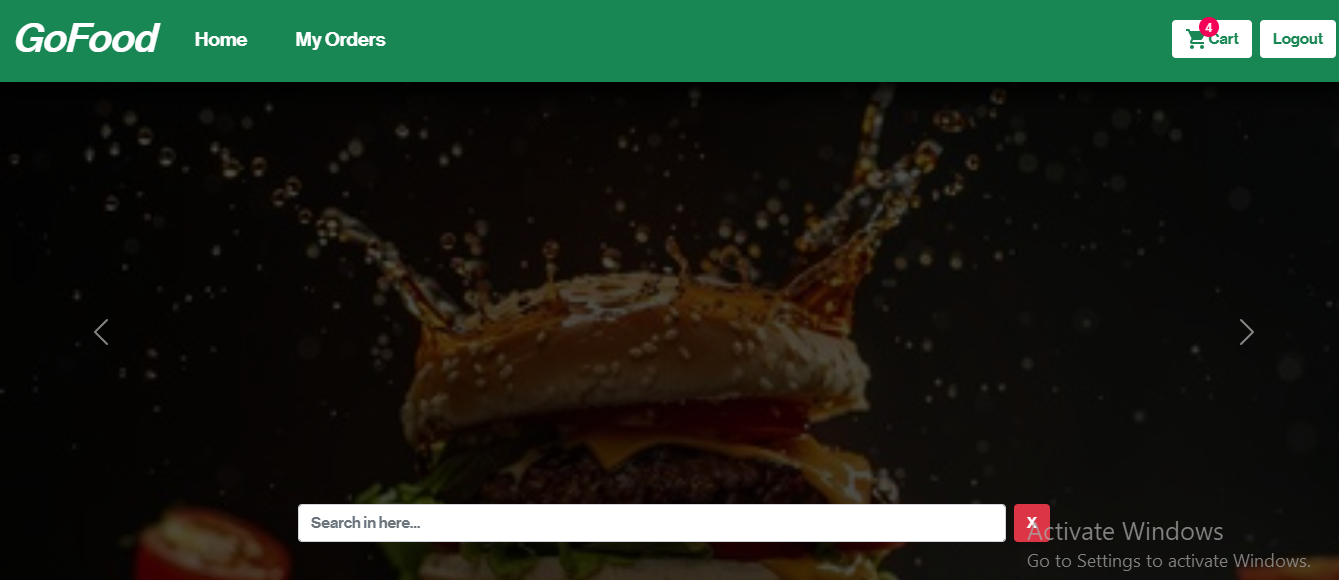 GoFood
Home
My Orders
4
Cart
Logout
Search in here...
X
Activate Windows
Go to Settings to activate Windows.